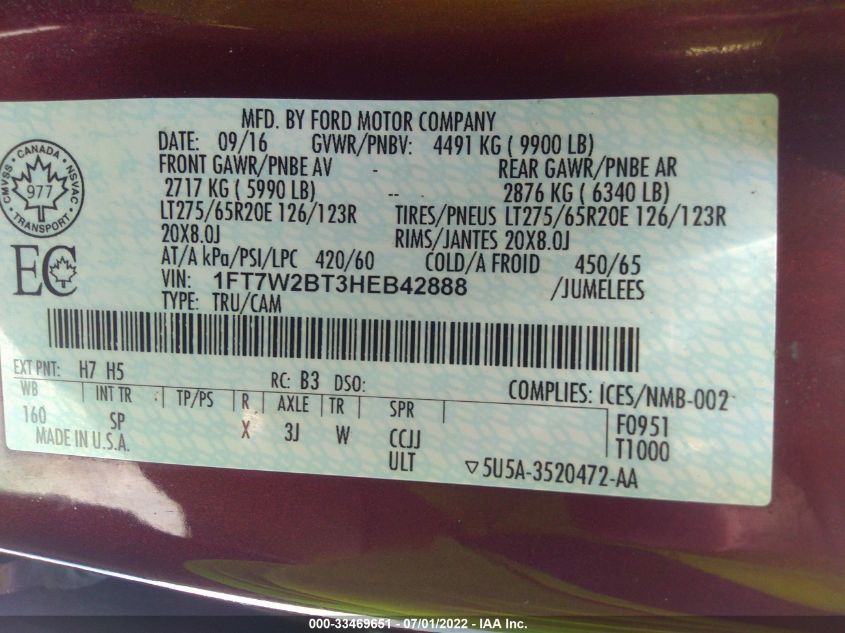 MFD. BY FORD MOTOR COMPANY
DATE: 09/16 GVWR/PNBV: 4491 KG ( 9900 LB)
FRONT GAWR/PNBE AV - REAR GAWR/PNBE AR
2717 KG ( 5990 LB) -- 2876 KG ( 6340 LB)
LT275/65R20E 126/123R TIRES/PNEUS LT275/65R20E 126/123R
20X8.0J RIMS/JANTES 20X8.0J
AT/A kPa/PSI/LPC 420/60 COLD/A FROID 450/65
VIN: 1FT7W2BT3HEB42888 /JUMELEES
TYPE: TRU/CAM
CANADA
CMVSS NSVAC
977
TRANSPORT
EC
EXT PNT: H7 H5 RC: B3 DSO: COMPLIES: ICES/NMB-002
WB INT TR TP/PS R AXLE TR SPR F0951
160 SP X 3J W CCJJ T1000
MADE IN U.S.A. ULT ▽5U5A-3520472-AA
000-33469651 - 07/01/2022 - IAA Inc.